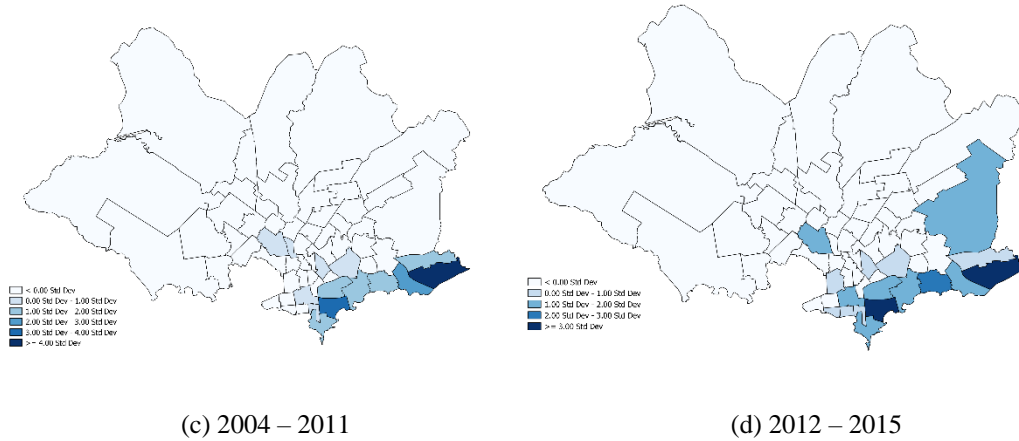 < 0.00 Std Dev
0.00 Std Dev - 1.00 Std Dev
1.00 Std Dev - 2.00 Std Dev
2.00 Std Dev - 3.00 Std Dev
3.00 Std Dev - 4.00 Std Dev
>= 4.00 Std Dev
< 0.00 Std Dev
0.00 Std Dev - 1.00 Std Dev
1.00 Std Dev - 2.00 Std Dev
2.00 Std Dev - 3.00 Std Dev
>= 3.00 Std Dev
(c) 2004 – 2011
(d) 2012 – 2015